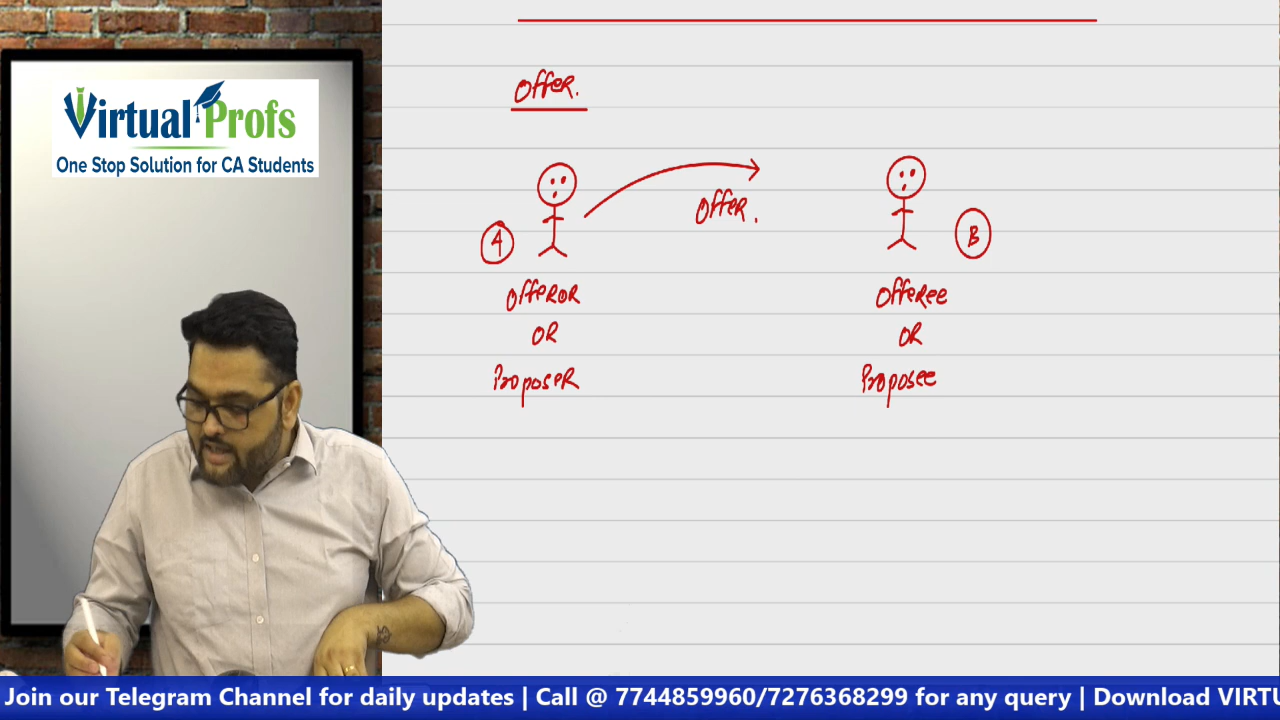 Virtual Profs
One Stop Solution for CA Students
Offer.
Offer.
A
B
Offeror
Offeree
OR
OR
Proposer
Proposee
Join our Telegram Channel for daily updates | Call @ 7744859960/7276368299 for any query | Download VIRTU